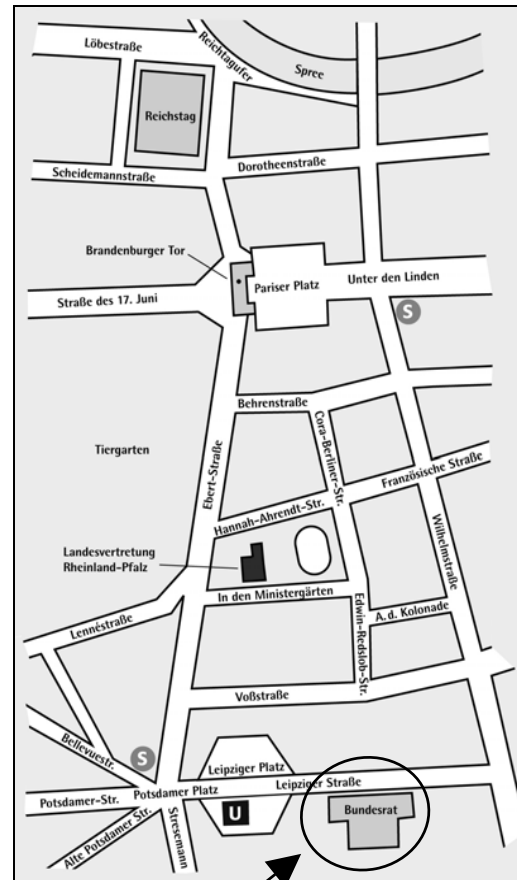 Löbestraße
Reichtagufer
Spree
Reichstag
Scheidemannstraße
Dorotheenstraße
Brandenburger Tor
Pariser Platz
Unter den Linden
Straße des 17. Juni
S
Behrenstraße
Cora-Berliner-Str.
Tiergarten
Ebert-Straße
Französische Straße
Hannah-Ahrendt-Str.
Wilhelmstraße
Landesvertretung
Rheinland-Pfalz
In den Ministergärten
Edwin-Redslob-Str.
A. d. Kolonade
Lennéstraße
Voßstraße
Bellevuestr.
S
Leipziger Platz
Leipziger Straße
Potsdamer-Str.
Potsdamer Platz
U
Bundesrat
Alte Potsdamer Str.
Stresemann